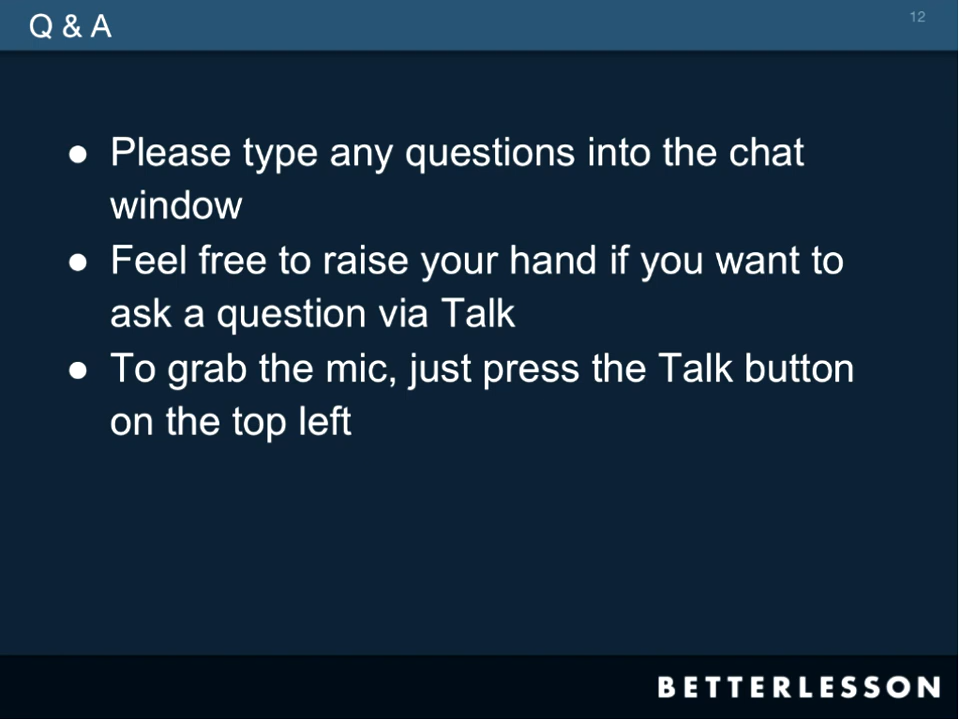 Q & A
12
● Please type any questions into the chat
window
● Feel free to raise your hand if you want to
ask a question via Talk
● To grab the mic, just press the Talk button
on the top left
BETTERLESSON